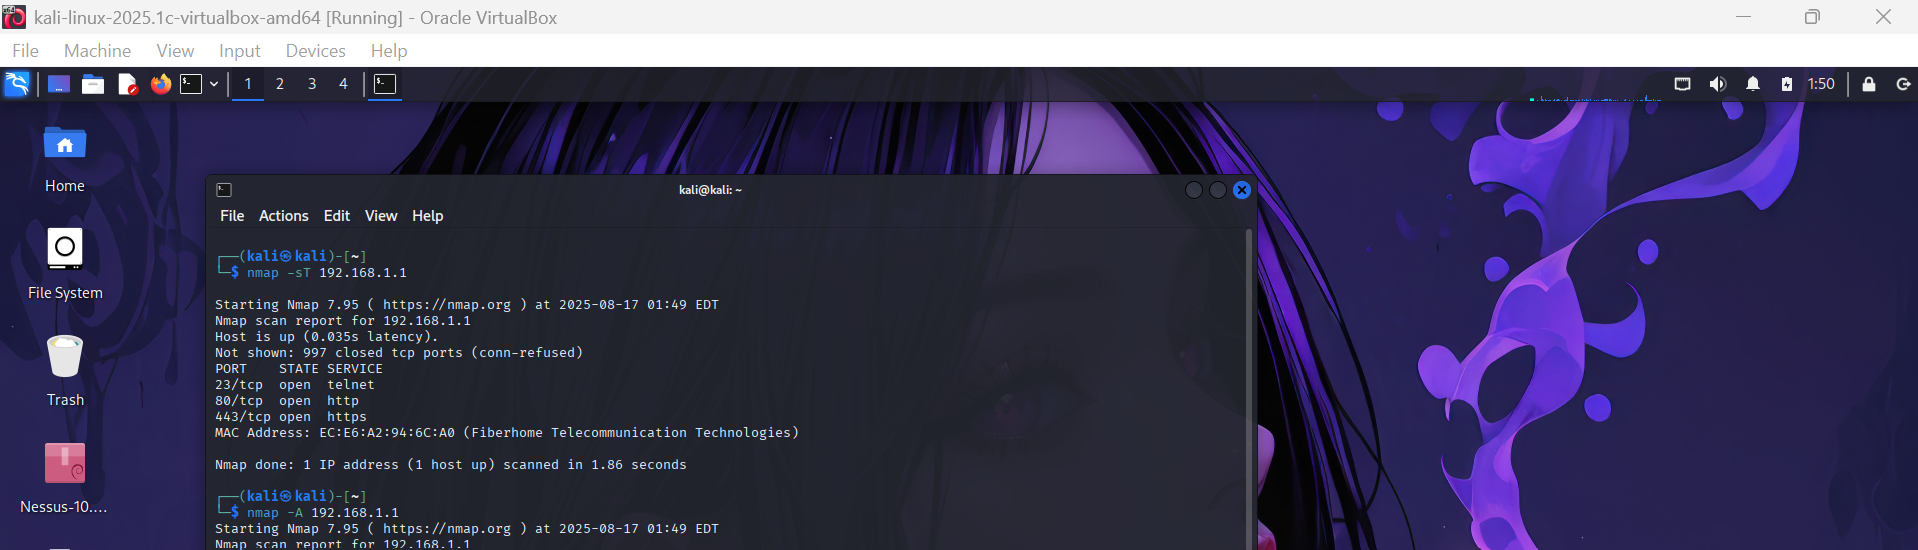 kali-linux-2025.1c-virtualbox-amd64 [Running] - Oracle VirtualBox
File Machine View Input Devices Help
1 2 3 4 1:50
Home
File System
Trash
Nessus-10....
kali@kali: ~
File Actions Edit View Help
┌──(kali㉿kali)-[~]
└─$ nmap -sT 192.168.1.1
Starting Nmap 7.95 ( https://nmap.org ) at 2025-08-17 01:49 EDT
Nmap scan report for 192.168.1.1
Host is up (0.035s latency).
Not shown: 997 closed tcp ports (conn-refused)
PORT    STATE SERVICE
23/tcp  open  telnet
80/tcp  open  http
443/tcp open  https
MAC Address: EC:E6:A2:94:6C:A0 (Fiberhome Telecommunication Technologies)
Nmap done: 1 IP address (1 host up) scanned in 1.86 seconds
┌──(kali㉿kali)-[~]
└─$ nmap -A 192.168.1.1
Starting Nmap 7.95 ( https://nmap.org ) at 2025-08-17 01:49 EDT
Nmap scan report for 192.168.1.1